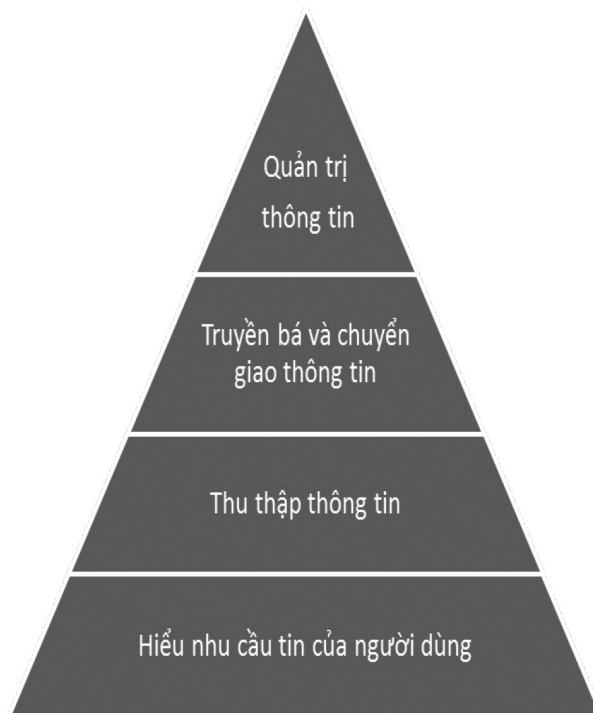 Quản trị
thông tin
Truyền bá và chuyển
giao thông tin
Thu thập thông tin
Hiểu nhu cầu tin của người dùng